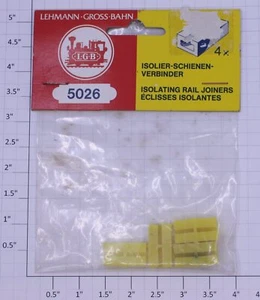 LEHMANN-GROSS-BAHN
LGB
4×
5026
ISOLIER-SCHIENEN-
VERBINDER
ISOLATING RAIL JOINERS
ÉCLISSES ISOLANTES
5"
4.5"
4"
3.5"
3"
2.5"
2"
1.5"
1"
0.5"
0.5" 1" 1.5" 2" 2.5" 3" 3.5" 4" 4